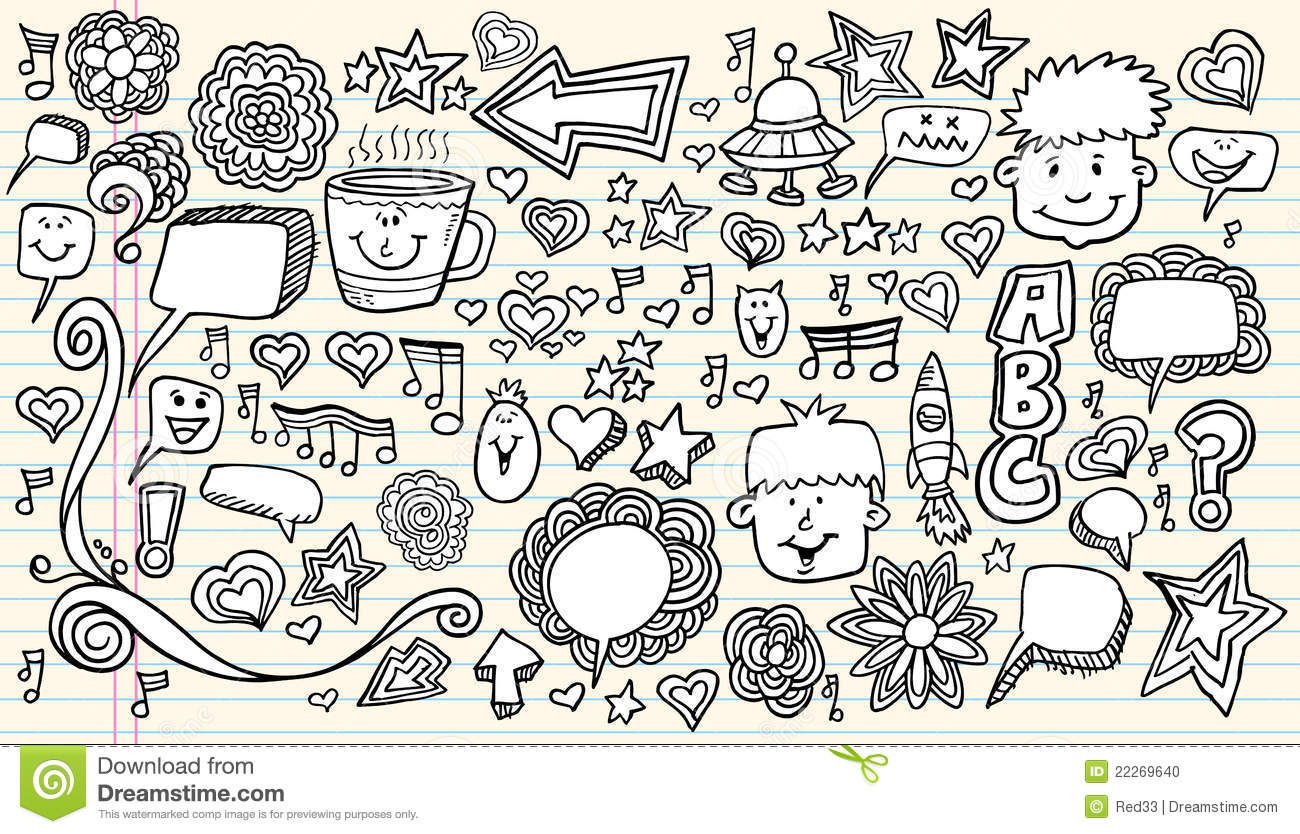 A
B
C
?
!
?
Download from
Dreamstime.com
This watermarked comp image is for previewing purposes only.
ID 22269640
© Red33 | Dreamstime.com